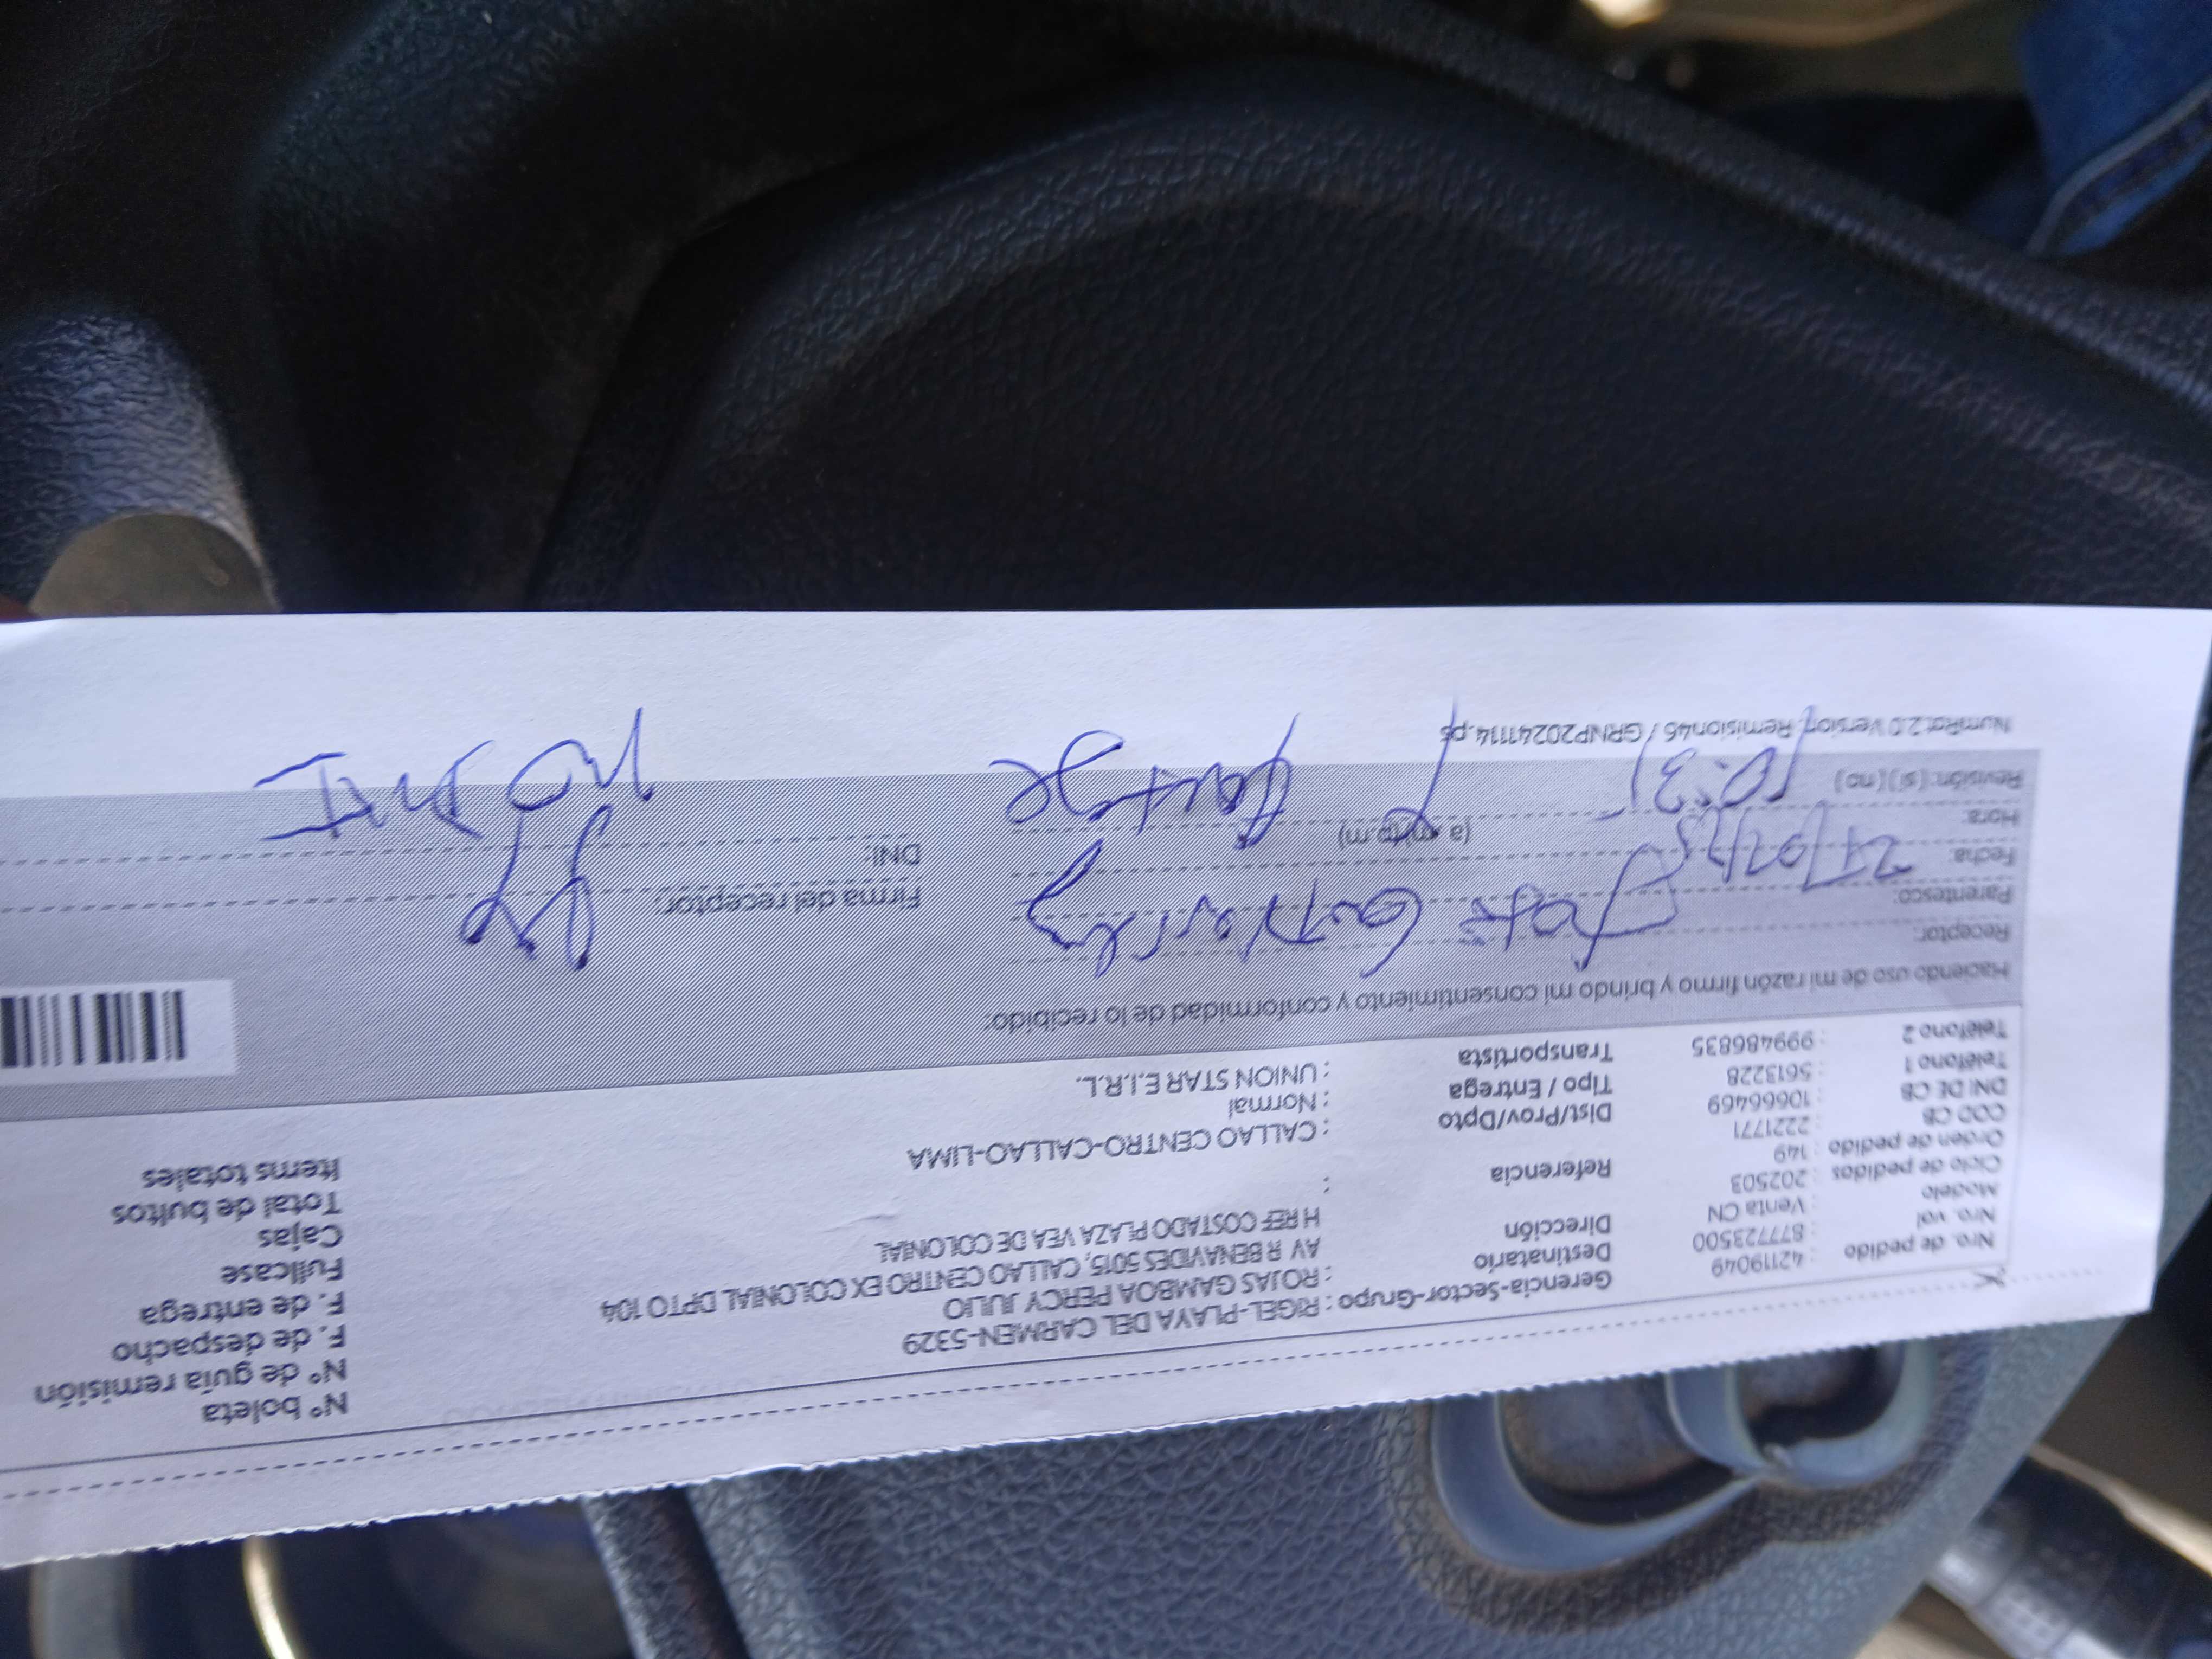 Nº boleta
Nº de guía remisión
F. de despacho
F. de entrega
Fullcase
Cajas
Total de bultos
Ítems totales
Gerencia-Sector-Grupo : RIGEL-PLAYA DEL CARMEN-5329
Destinatario : ROJAS GAMBOA PERCY JULIO
Dirección AV R BENAVIDES 5015, CALLAO CENTRO EX COLONIAL DPTO 104
H REF COSTADO PLAZA VEA DE COLONIAL
Referencia :
Dist/Prov/Dpto : CALLAO CENTRO-CALLAO-LIMA
Tipo / Entrega : Normal
Transportista : UNION STAR E.I.R.L.
Nro. de pedido : 42119049
Nro. vol : 877723500
Modelo : Venta CN
Ciclo de pedidos : 202503
Orden de pedido : 149
COD CB : 2221771
DNI DE CB : 10666469
Teléfono 1 : 5613228
Teléfono 2 : 999486835
Haciendo uso de mi razón firmo y brindo mi consentimiento y conformidad de lo recibido:
Receptor:
Parentesco:
Fecha:
Hora: 10:31 (a.m)(p.m)
Revisión: (si) (no)
Firma del receptor:
DNI:
NO DNI
NumRot 2.0 Version: Remision45 / GRNP20241114.ps